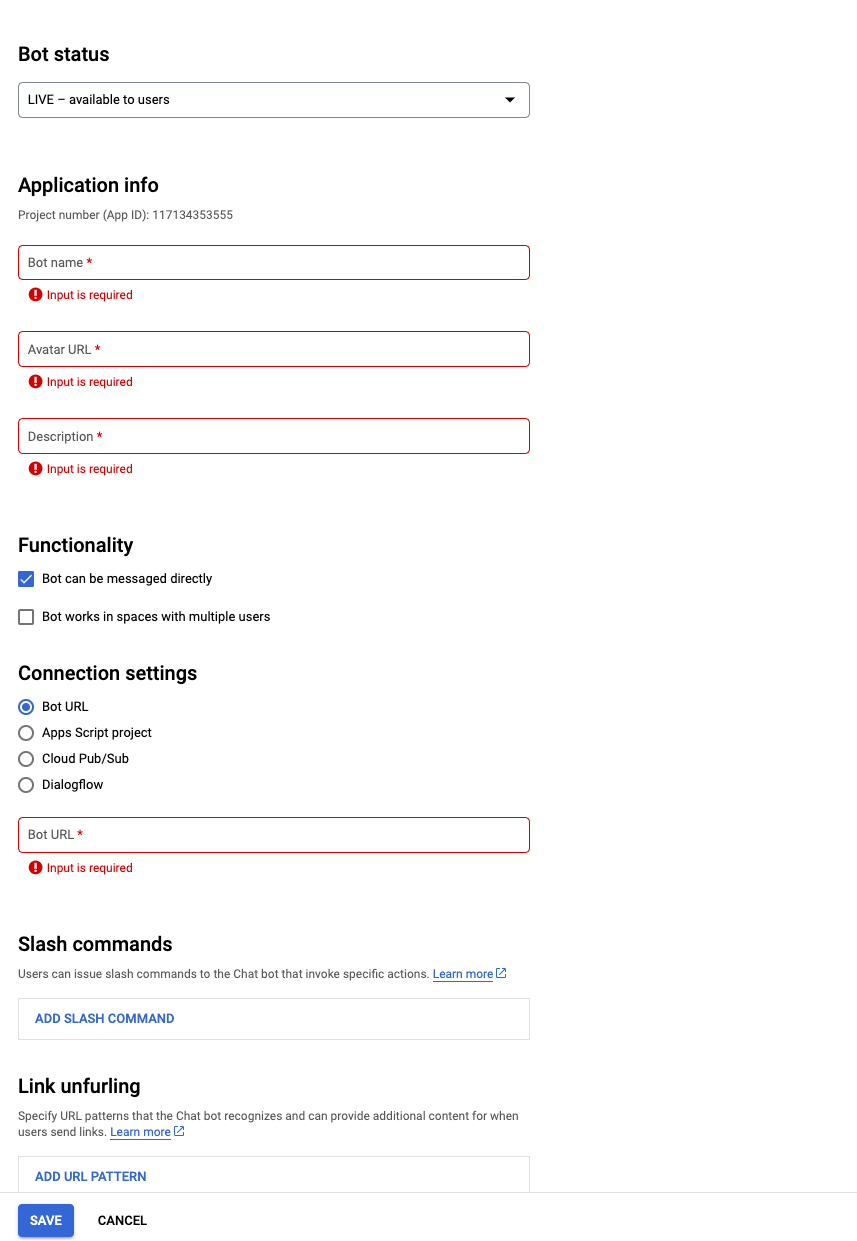 Bot status
LIVE – available to users
Application info
Project number (App ID): 117134353555
Bot name *
Input is required
Avatar URL *
Input is required
Description *
Input is required
Functionality
Bot can be messaged directly
Bot works in spaces with multiple users
Connection settings
Bot URL
Apps Script project
Cloud Pub/Sub
Dialogflow
Bot URL *
Input is required
Slash commands
Users can issue slash commands to the Chat bot that invoke specific actions. Learn more
ADD SLASH COMMAND
Link unfurling
Specify URL patterns that the Chat bot recognizes and can provide additional content for when
users send links. Learn more
ADD URL PATTERN
SAVE CANCEL